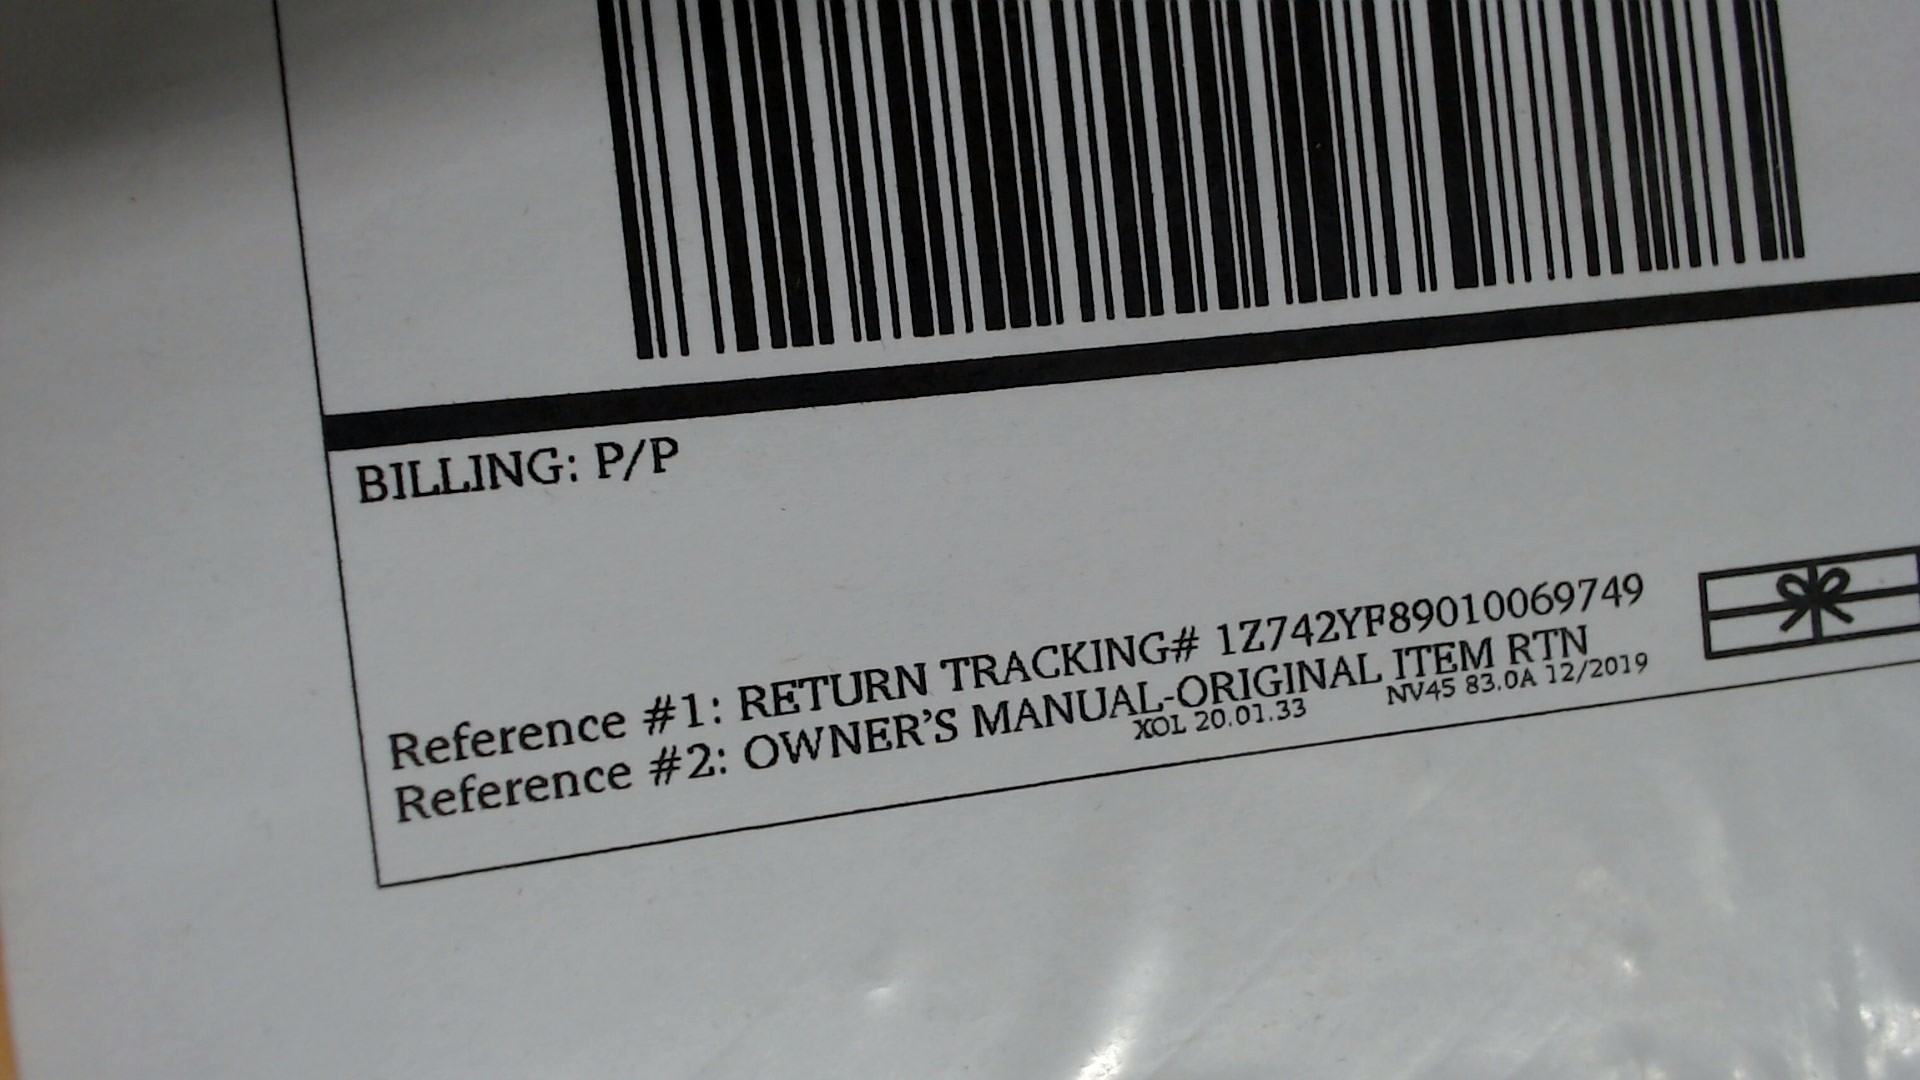 BILLING: P/P
Reference #1: RETURN TRACKING# 1Z742YF89010069749
Reference #2: OWNER'S MANUAL-ORIGINAL ITEM RTN
XOL 20.01.33 NV45 83.0A 12/2019